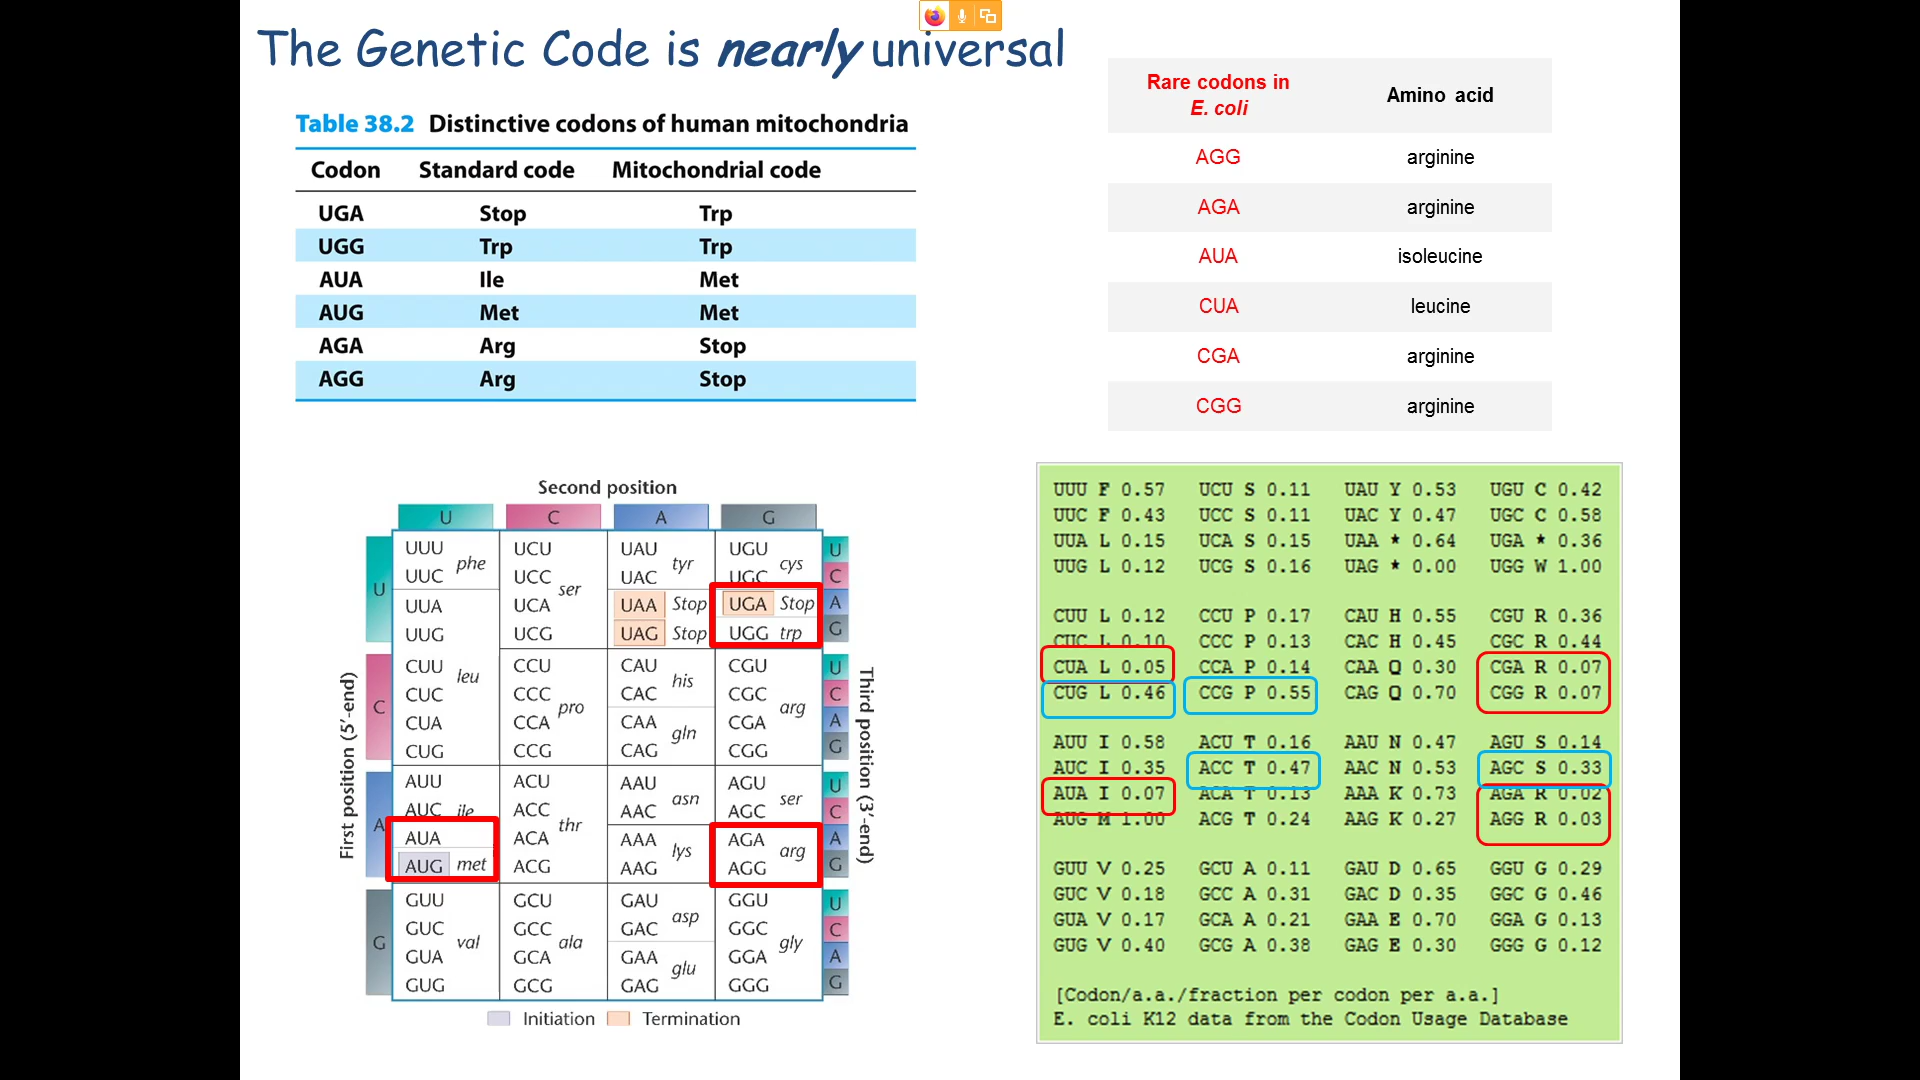 The Genetic Code is nearly universal
Table 38.2 Distinctive codons of human mitochondria
Codon Standard code Mitochondrial code
UGA Stop Trp
UGG Trp Trp
AUA Ile Met
AUG Met Met
AGA Arg Stop
AGG Arg Stop
Rare codons in Amino acid
E. coli
AGG arginine
AGA arginine
AUA isoleucine
CUA leucine
CGA arginine
CGG arginine
Second position
U C A G
First position (5′-end)
Third position (3′-end)
U
UUU UCU UAU UGU U
phe tyr cys
UUC UCC UAC UGC C
ser
UUA UCA UAA Stop UGA Stop A
UUG UCG UAG Stop UGG trp G
C
CUU CCU CAU CGU U
leu his
CUC CCC CAC CGC C
pro arg
CUA CCA CAA CGA A
gln
CUG CCG CAG CGG G
A
AUU ACU AAU AGU U
asn ser
AUC ile ACC AAC AGC C
thr
AUA ACA AAA AGA A
lys arg
AUG met ACG AAG AGG G
G
GUU GCU GAU GGU U
asp
GUC GCC GAC GGC C
val ala gly
GUA GCA GAA GGA A
glu
GUG GCG GAG GGG G
Initiation Termination
UUU F 0.57 UCU S 0.11 UAU Y 0.53 UGU C 0.42
UUC F 0.43 UCC S 0.11 UAC Y 0.47 UGC C 0.58
UUA L 0.15 UCA S 0.15 UAA * 0.64 UGA * 0.36
UUG L 0.12 UCG S 0.16 UAG * 0.00 UGG W 1.00
CUU L 0.12 CCU P 0.17 CAU H 0.55 CGU R 0.36
CUC L 0.10 CCC P 0.13 CAC H 0.45 CGC R 0.44
CUA L 0.05 CCA P 0.14 CAA Q 0.30 CGA R 0.07
CUG L 0.46 CCG P 0.55 CAG Q 0.70 CGG R 0.07
AUU I 0.58 ACU T 0.16 AAU N 0.47 AGU S 0.14
AUC I 0.35 ACC T 0.47 AAC N 0.53 AGC S 0.33
AUA I 0.07 ACA T 0.13 AAA K 0.73 AGA R 0.02
AUG M 1.00 ACG T 0.24 AAG K 0.27 AGG R 0.03
GUU V 0.25 GCU A 0.11 GAU D 0.65 GGU G 0.29
GUC V 0.18 GCC A 0.31 GAC D 0.35 GGC G 0.46
GUA V 0.17 GCA A 0.21 GAA E 0.70 GGA G 0.13
GUG V 0.40 GCG A 0.38 GAG E 0.30 GGG G 0.12
[Codon/a.a./fraction per codon per a.a.]
E. coli K12 data from the Codon Usage Database